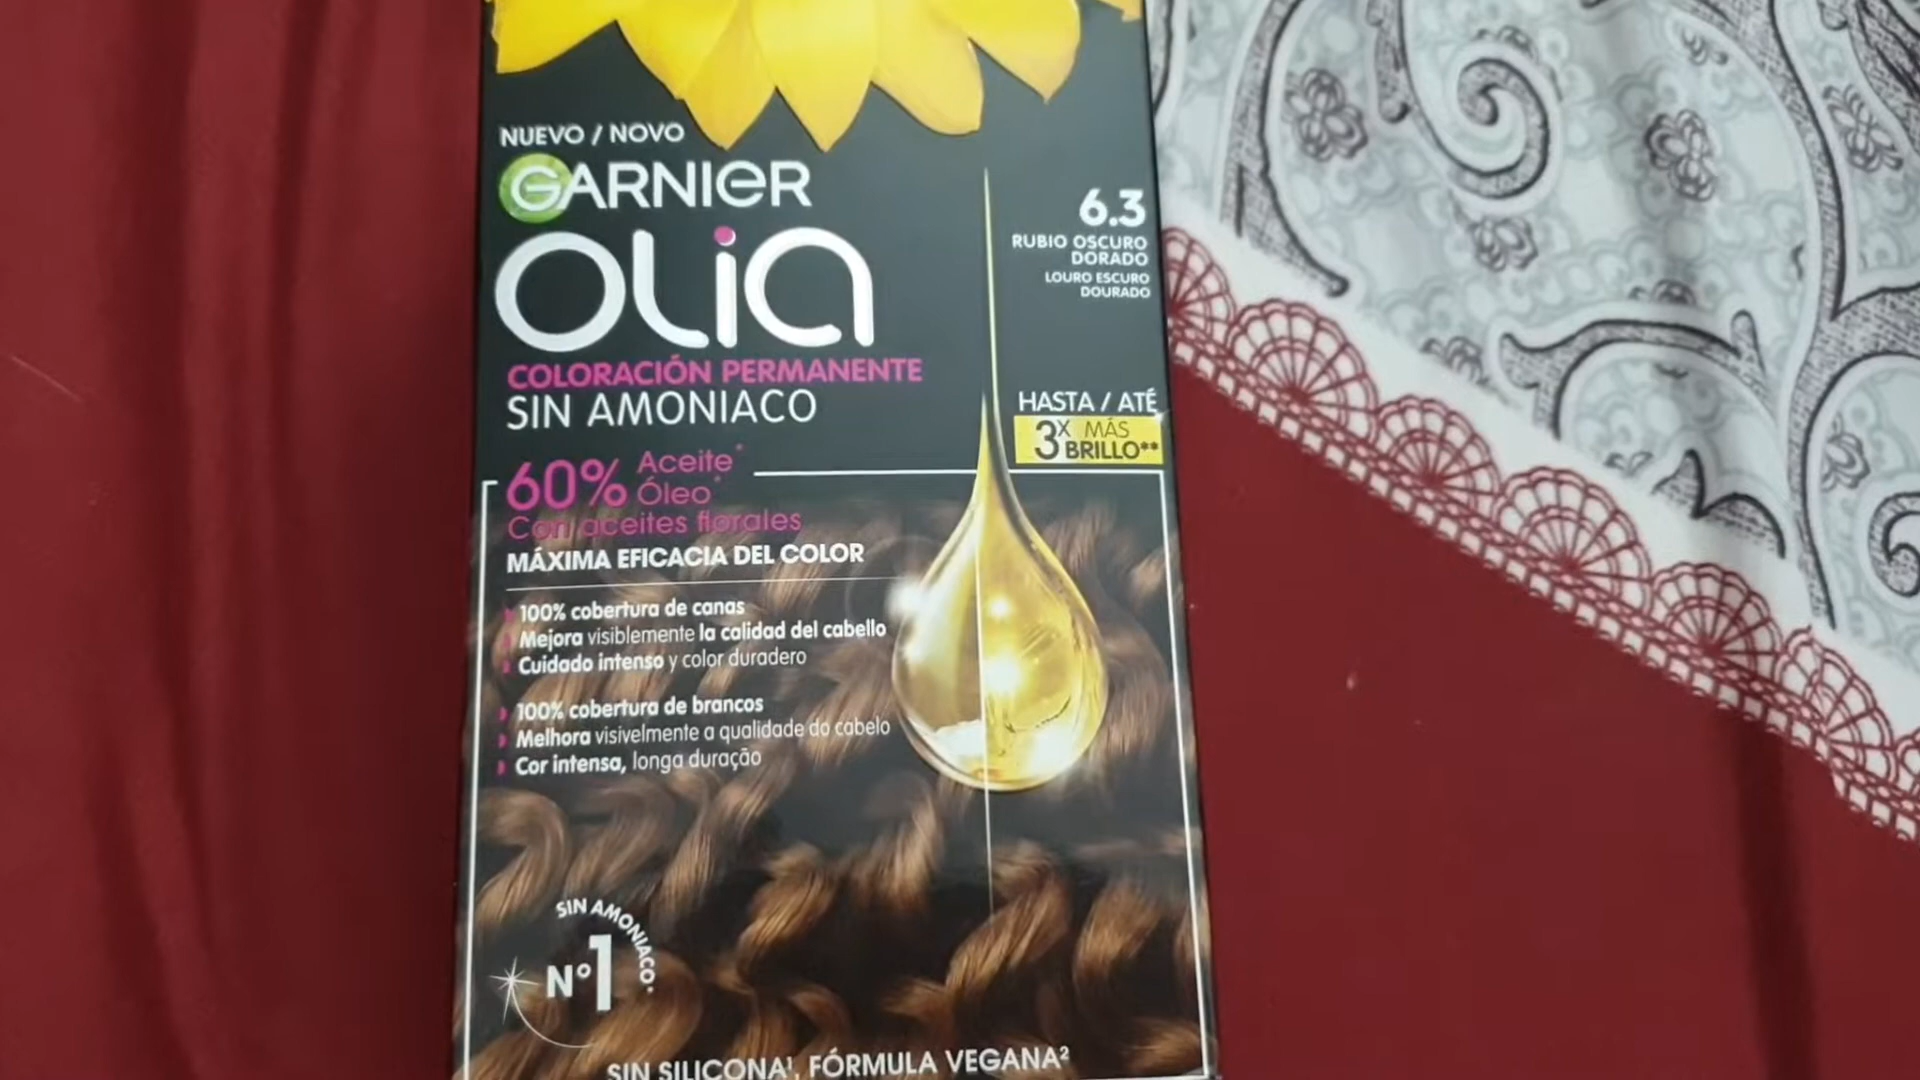 NUEVO / NOVO
GARNIER
OLIA
COLORACIÓN PERMANENTE
SIN AMONIACO
6.3
RUBIO OSCURO
DORADO
LOURO ESCURO
DOURADO
HASTA / ATÉ
3X MÁS
BRILLO**
60% Aceite*
Óleo*
Con aceites florales
MÁXIMA EFICACIA DEL COLOR
100% cobertura de canas
Mejora visiblemente la calidad del cabello
Cuidado intenso y color duradero
100% cobertura de brancos
Melhora visivelmente a qualidade do cabelo
Cor intensa, longa duração
SIN AMONIACO*
Nº1
SIN SILICONA¹, FÓRMULA VEGANA²